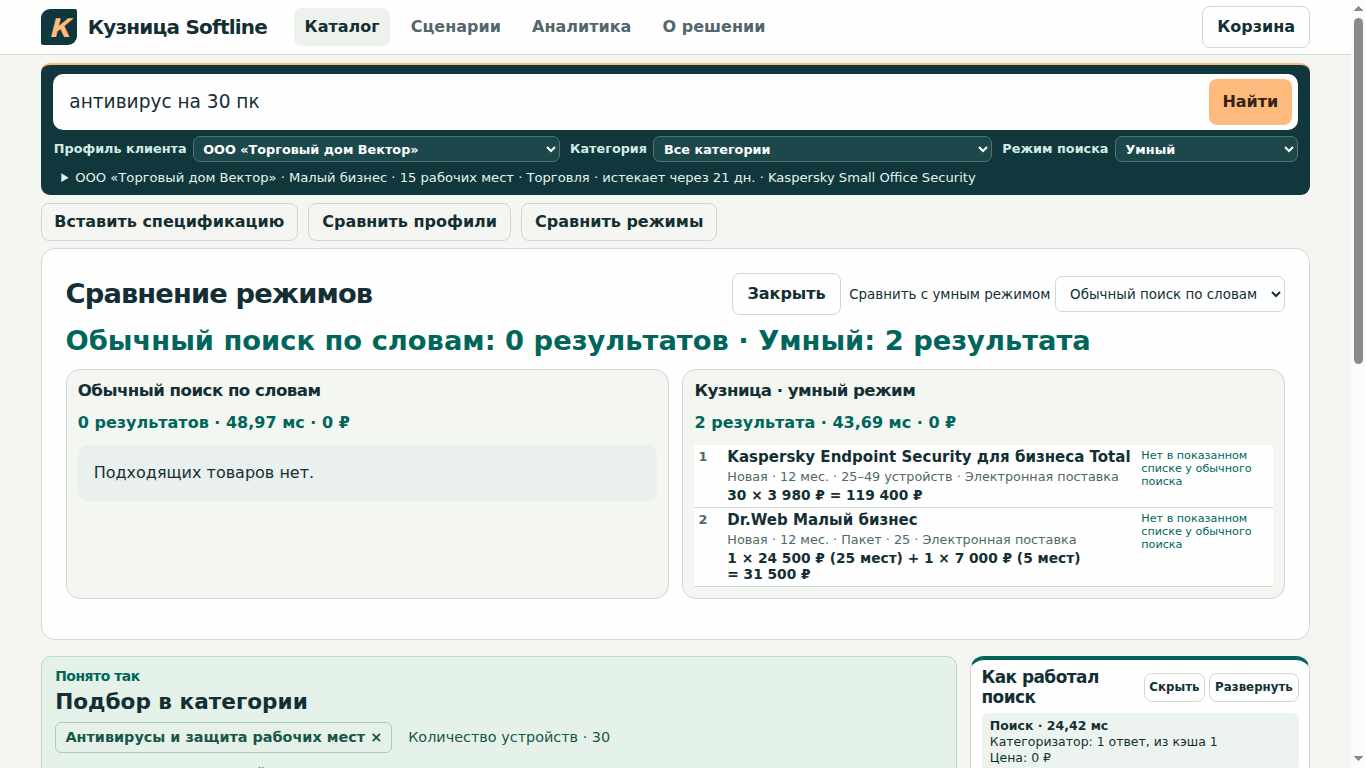 К Кузница Softline Каталог Сценарии Аналитика О решении Корзина
антивирус на 30 пк Найти
Профиль клиента ООО «Торговый дом Вектор» Категория Все категории Режим поиска Умный
▶ ООО «Торговый дом Вектор» · Малый бизнес · 15 рабочих мест · Торговля · истекает через 21 дн. · Kaspersky Small Office Security
Вставить спецификацию Сравнить профили Сравнить режимы
Сравнение режимов Закрыть Сравнить с умным режимом Обычный поиск по словам
Обычный поиск по словам: 0 результатов · Умный: 2 результата
Обычный поиск по словам
0 результатов · 48,97 мс · 0 ₽
Подходящих товаров нет.
Кузница · умный режим
2 результата · 43,69 мс · 0 ₽
1 Kaspersky Endpoint Security для бизнеса Total
Новая · 12 мес. · 25–49 устройств · Электронная поставка
30 × 3 980 ₽ = 119 400 ₽
Нет в показанном
списке у обычного
поиска
2 Dr.Web Малый бизнес
Новая · 12 мес. · Пакет · 25 · Электронная поставка
1 × 24 500 ₽ (25 мест) + 1 × 7 000 ₽ (5 мест)
= 31 500 ₽
Нет в показанном
списке у обычного
поиска
Понято так
Подбор в категории
Антивирусы и защита рабочих мест × Количество устройств · 30
Как работал
поиск
Скрыть Развернуть
Поиск · 24,42 мс
Категоризатор: 1 ответ, из кэша 1
Цена: 0 ₽